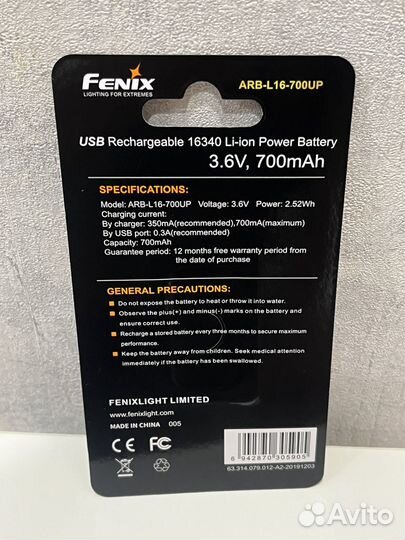 FENIX
LIGHTING FOR EXTREMES
ARB-L16-700UP
USB Rechargeable 16340 Li-ion Power Battery
3.6V, 700mAh
SPECIFICATIONS:
Model: ARB-L16-700UP Voltage: 3.6V Power: 2.52Wh
Charging current:
By charger: 350mA(recommended),700mA(maximum)
By USB port: 0.3A(recommended)
Capacity: 700mAh
Guarantee period: 12 months free warranty period from
the date of purchase
GENERAL PRECAUTIONS:
Do not expose the battery to heat or throw it into water.
Observe the plus(+) and minus(-) marks on the battery and
ensure correct use.
Recharge a stored battery every three months to secure maximum
performance.
Keep the battery away from children. Seek medical attention
immediately if the battery has been swallowed.
FENIXLIGHT LIMITED
www.fenixlight.com
MADE IN CHINA 005
CE FC
6 942870 305905
63.314.079.012-A2-20191203
Avito